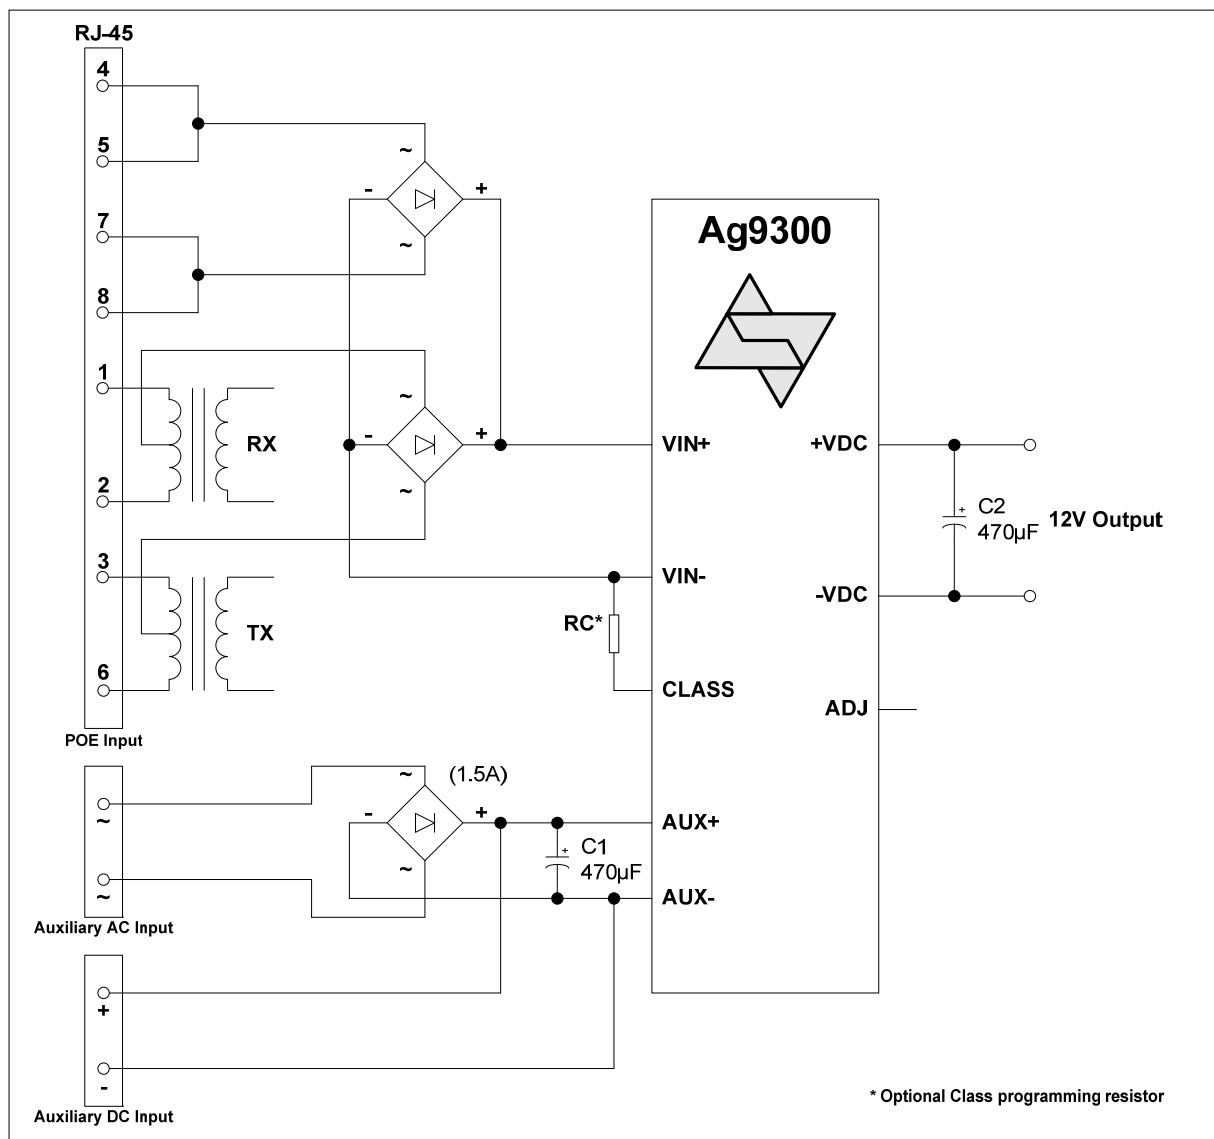 RJ-45
4
5
7
8
1
2
3
6
POE Input
~
-
+
~
~
-
+
~
RX
TX
Ag9300
VIN+
VIN-
RC*
CLASS
AUX+
AUX-
+VDC
-VDC
ADJ
+
C2
470µF
12V Output
~
~
Auxiliary AC Input
~
(1.5A)
-
+
~
+
C1
470µF
+
-
Auxiliary DC Input
* Optional Class programming resistor